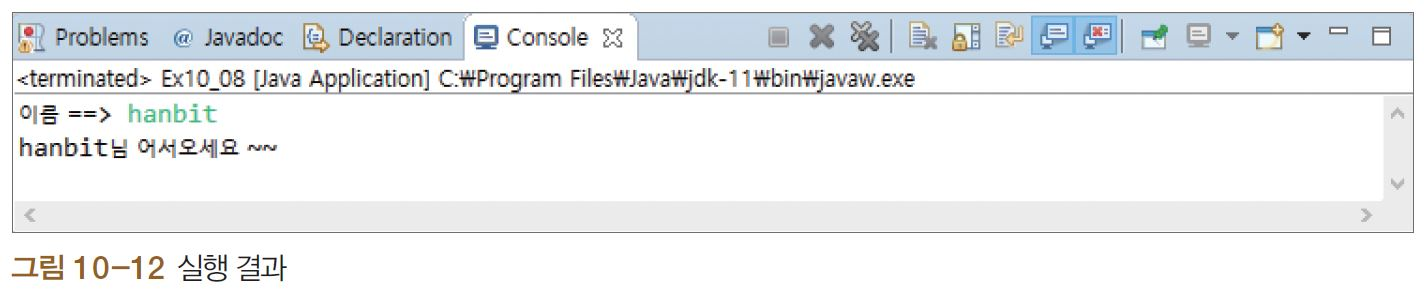 Problems @ Javadoc Declaration Console
<terminated> Ex10_08 [Java Application] C:₩Program Files₩Java₩jdk-11₩bin₩javaw.exe
이름 ==> hanbit
hanbit님 어서오세요 ~~
그림 10-12 실행 결과